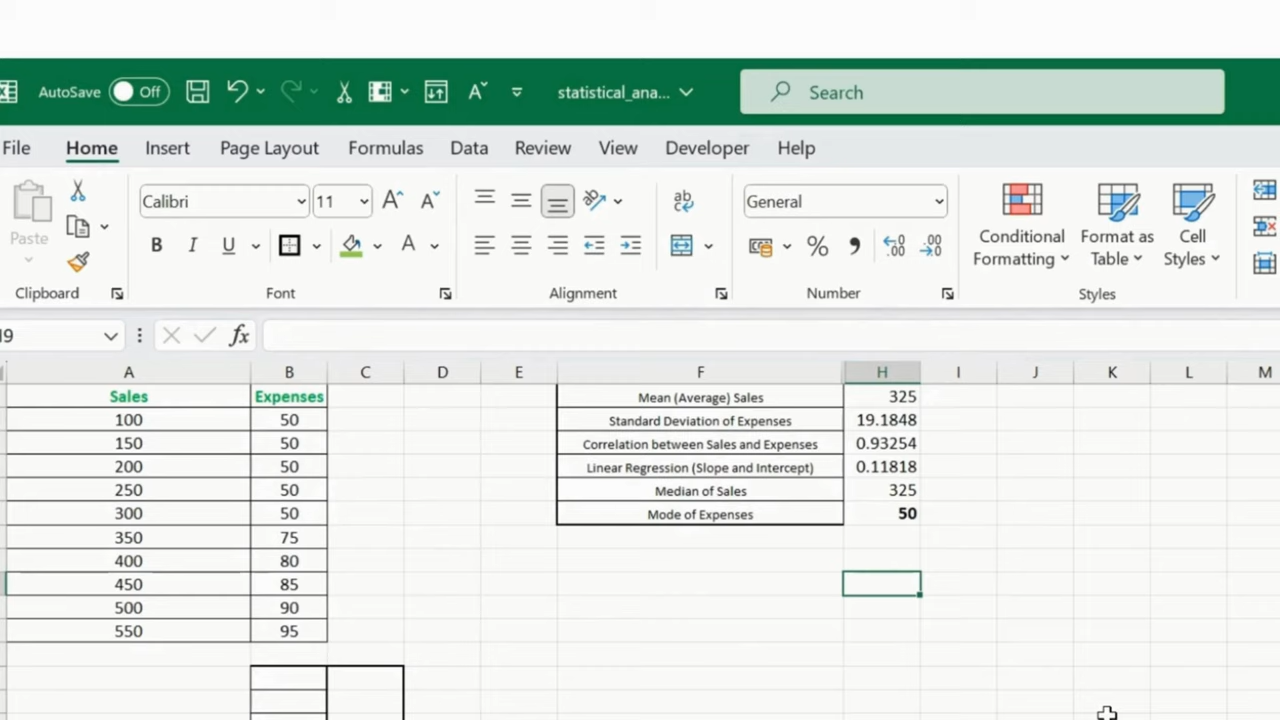 AutoSave Off statistical_ana... Search
File Home Insert Page Layout Formulas Data Review View Developer Help
Paste
Calibri 11
B I U A
ab
General
% 9
Conditional Formatting
Format as Table
Cell Styles
Clipboard Font Alignment Number Styles
fx
A B C D E F H I J K L M
Sales Expenses Mean (Average) Sales 325
100 50 Standard Deviation of Expenses 19.1848
150 50 Correlation between Sales and Expenses 0.93254
200 50 Linear Regression (Slope and Intercept) 0.11818
250 50 Median of Sales 325
300 50 Mode of Expenses 50
350 75
400 80
450 85
500 90
550 95